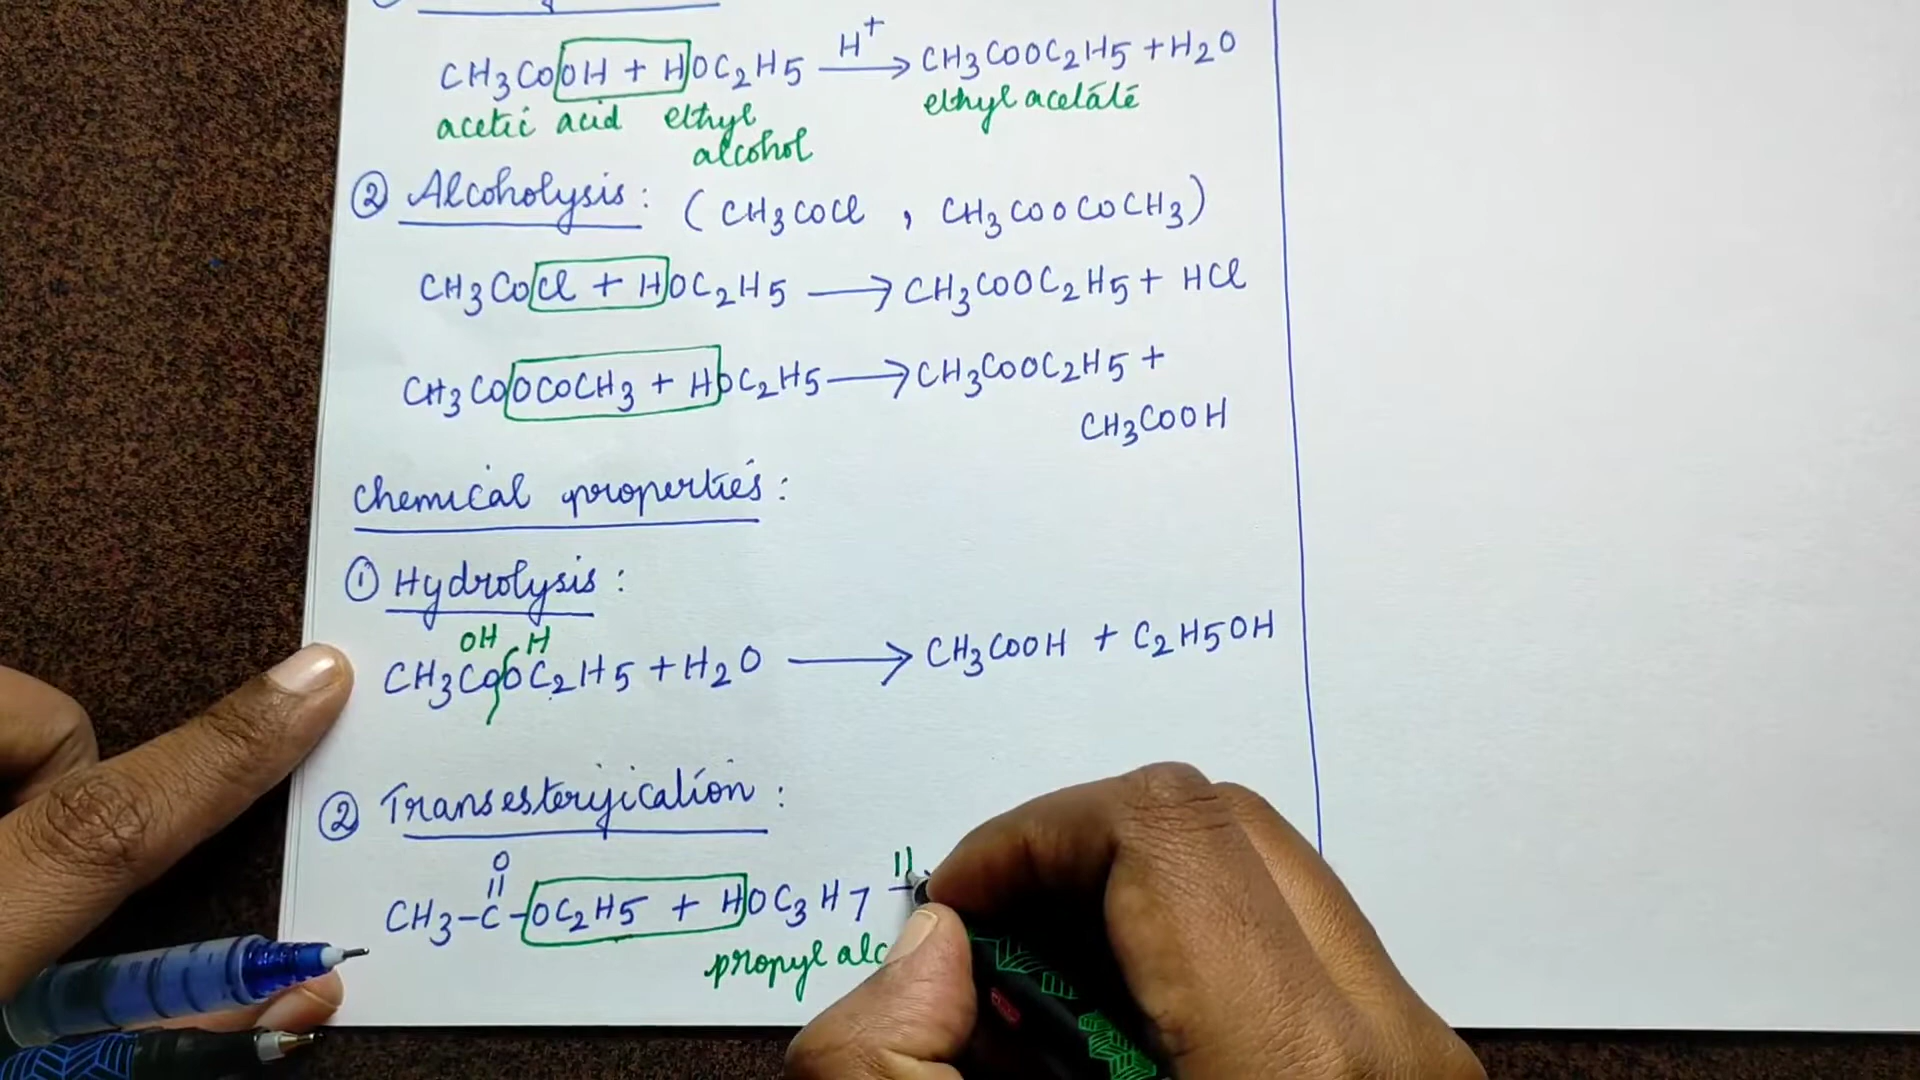 CH3COOH + HOC2H5 H+ → CH3COOC2H5 + H2O
acetic acid ethyl alcohol ethyl acetate
② Alcoholysis: (CH3COCl , CH3COOCOCH3)
CH3COCl + HOC2H5 → CH3COOC2H5 + HCl
CH3COOCOCH3 + HOC2H5 → CH3COOC2H5 +
CH3COOH
Chemical properties:
① Hydrolysis:
OH H
CH3COOC2H5 + H2O → CH3COOH + C2H5OH
② Transesterification:
O
CH3-C-OC2H5 + HOC3H7
propyl alc